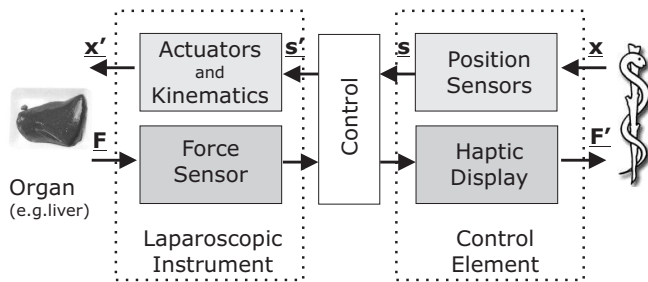 x’
Actuators
and
Kinematics
s’
Control
s
Position
Sensors
x
F
Force
Sensor
Haptic
Display
F’
Organ
(e.g.liver)
Laparoscopic
Instrument
Control
Element